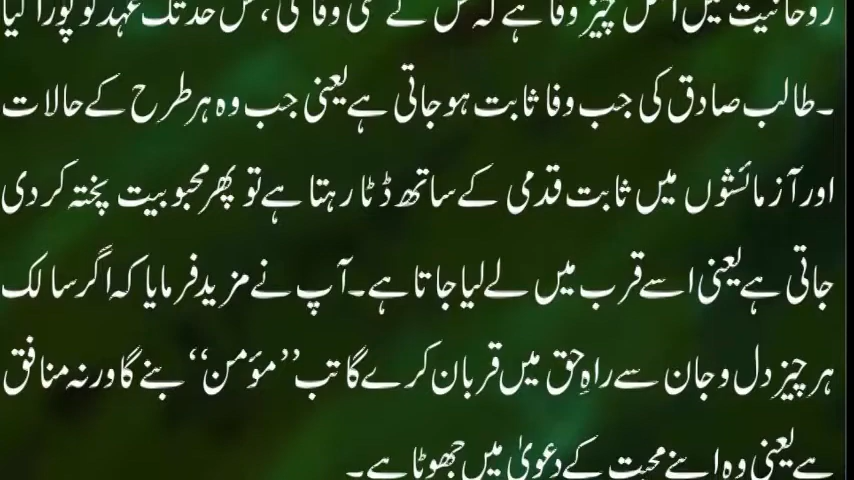 روحانیت میں اصل چیز وفا ہے کہ کس نے کتنی وفا کی، کس حد تک عہد کو پورا کیا
۔طالب صادق کی جب وفا ثابت ہوجاتی ہے یعنی جب وہ ہر طرح کے حالات
اور آزمائشوں میں ثابت قدمی کے ساتھ ڈٹا رہتا ہے تو پھر محبوبیت پختہ کر دی
جاتی ہے یعنی اسے قرب میں لے لیا جاتا ہے۔آپ نے مزید فرمایا کہ اگر سالک
ہر چیز دل و جان سے راہِ حق میں قربان کرے گا تب ’’مؤمن‘‘ بنے گا ورنہ منافق
ہے یعنی وہ اپنے محبت کے دعویٰ میں جھوٹا ہے۔